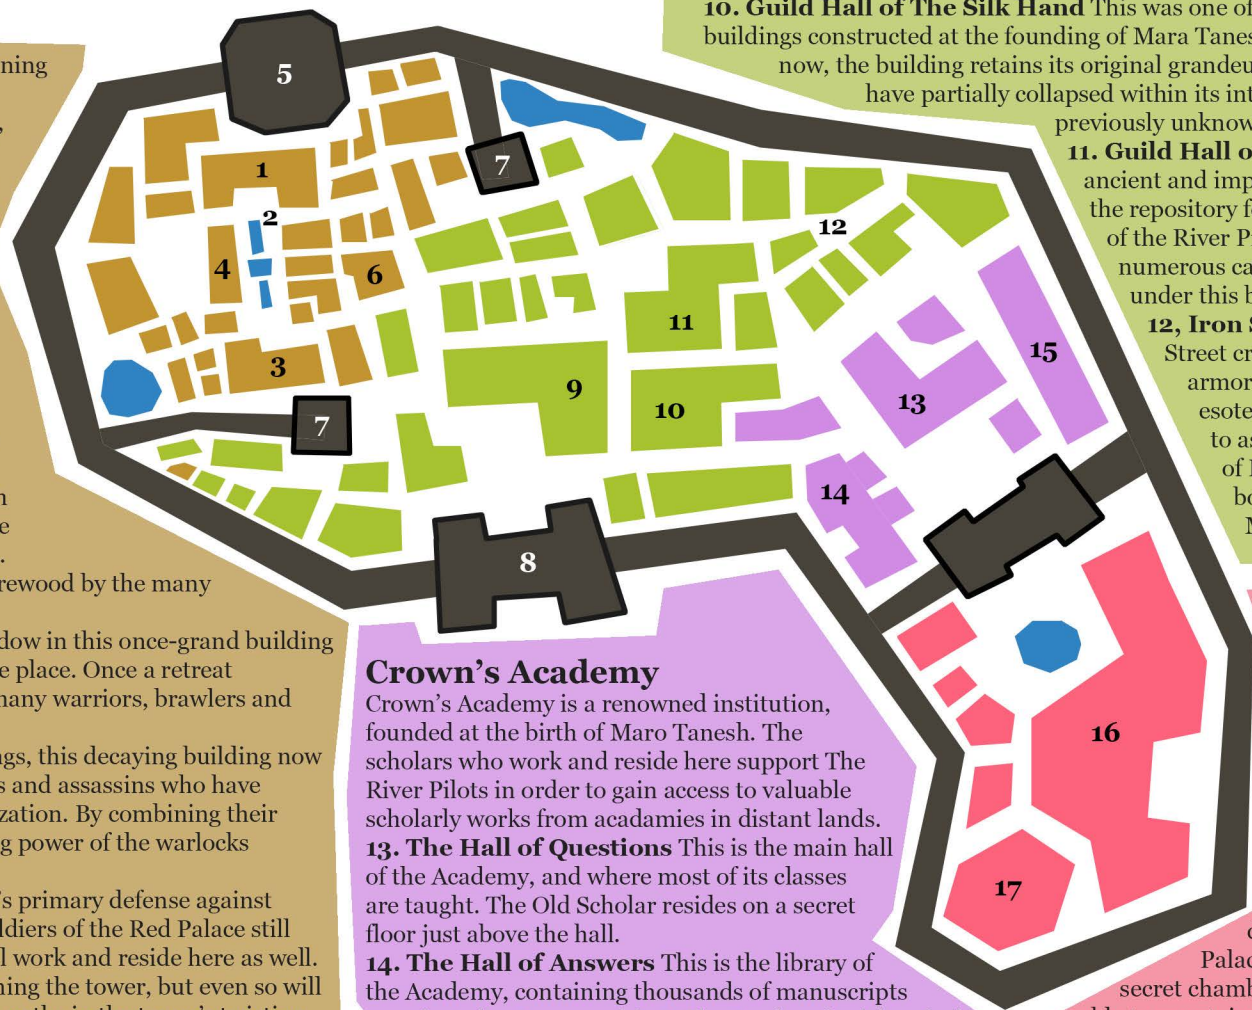 ning
,
n
e
.
rewood by the many
dow in this once-grand building
e place. Once a retreat
many warriors, brawlers and
ngs, this decaying building now
s and assassins who have
zation. By combining their
g power of the warlocks
's primary defense against
ldiers of the Red Palace still
l work and reside here as well.
ning the tower, but even so will
5
1
2
4
6
3
7
7
8
9
10
11
12
13
14
15
16
17
10. Guild Hall of The Silk Hand This was one of
buildings constructed at the founding of Mara Tanes
now, the building retains its original grandeu
have partially collapsed within its int
previously unknow
11. Guild Hall o
ancient and imp
the repository f
of the River P
numerous ca
under this b
12, Iron S
Street cr
armor
esote
to as
of
bo
Crown's Academy
Crown's Academy is a renowned institution,
founded at the birth of Maro Tanesh. The
scholars who work and reside here support The
River Pilots in order to gain access to valuable
scholarly works from acadamies in distant lands.
13. The Hall of Questions This is the main hall
of the Academy, and where most of its classes
are taught. The Old Scholar resides on a secret
floor just above the hall.
14. The Hall of Answers This is the library of
the Academy, containing thousands of manuscripts
Palac
secret chamb